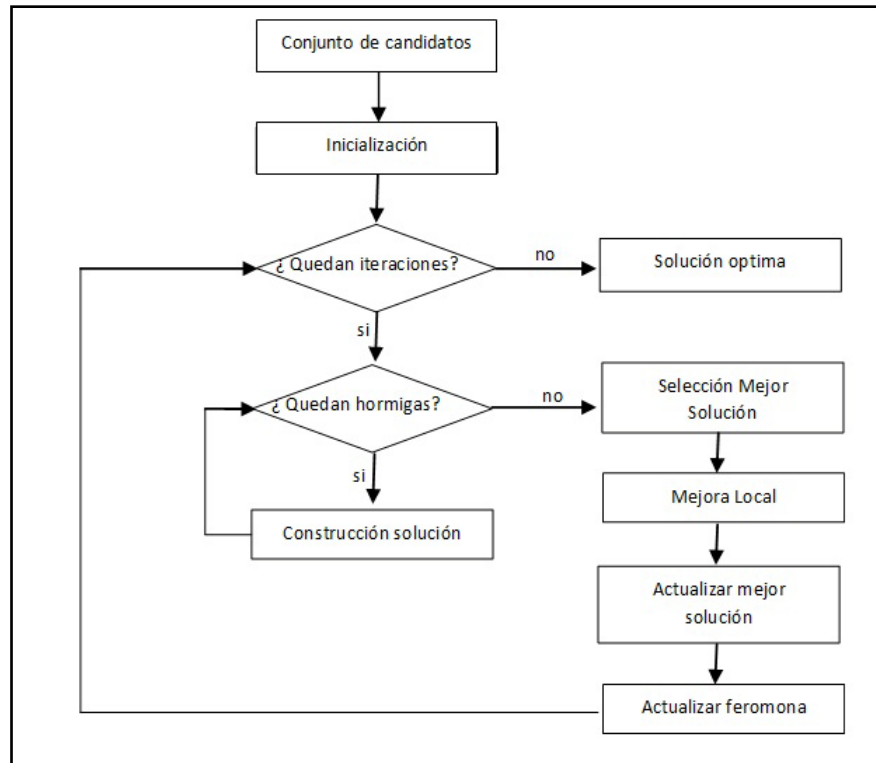 Conjunto de candidatos
Inicialización
¿ Quedan iteraciones?
no
Solución optima
si
¿ Quedan hormigas?
no
Selección Mejor
Solución
si
Construcción solución
Mejora Local
Actualizar mejor
solución
Actualizar feromona